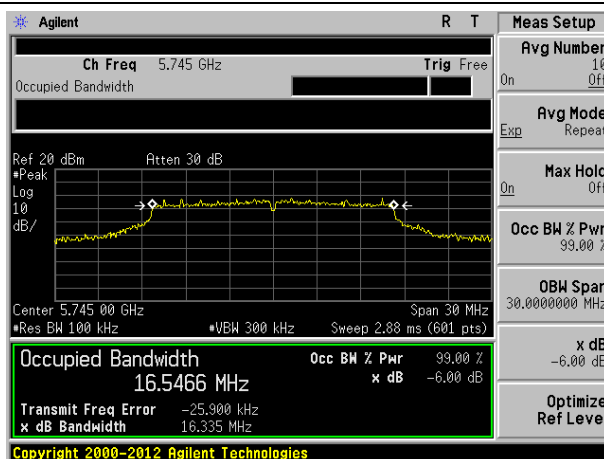 Agilent R T Meas Setup
Ch Freq 5.745 GHz Trig Free
Occupied Bandwidth
Avg Number
10
On Off
Avg Mode
Exp Repeat
Max Hold
On Off
Occ BW % Pwr
99.00 %
OBW Span
30.0000000 MHz
x dB
-6.00 dB
Optimize
Ref Level
Ref 20 dBm Atten 30 dB
#Peak
Log
10
dB/
Center 5.745 00 GHz Span 30 MHz
#Res BW 100 kHz #VBW 300 kHz Sweep 2.88 ms (601 pts)
Occupied Bandwidth Occ BW % Pwr 99.00 %
16.5466 MHz x dB -6.00 dB
Transmit Freq Error -25.900 kHz
x dB Bandwidth 16.335 MHz
Copyright 2000-2012 Agilent Technologies